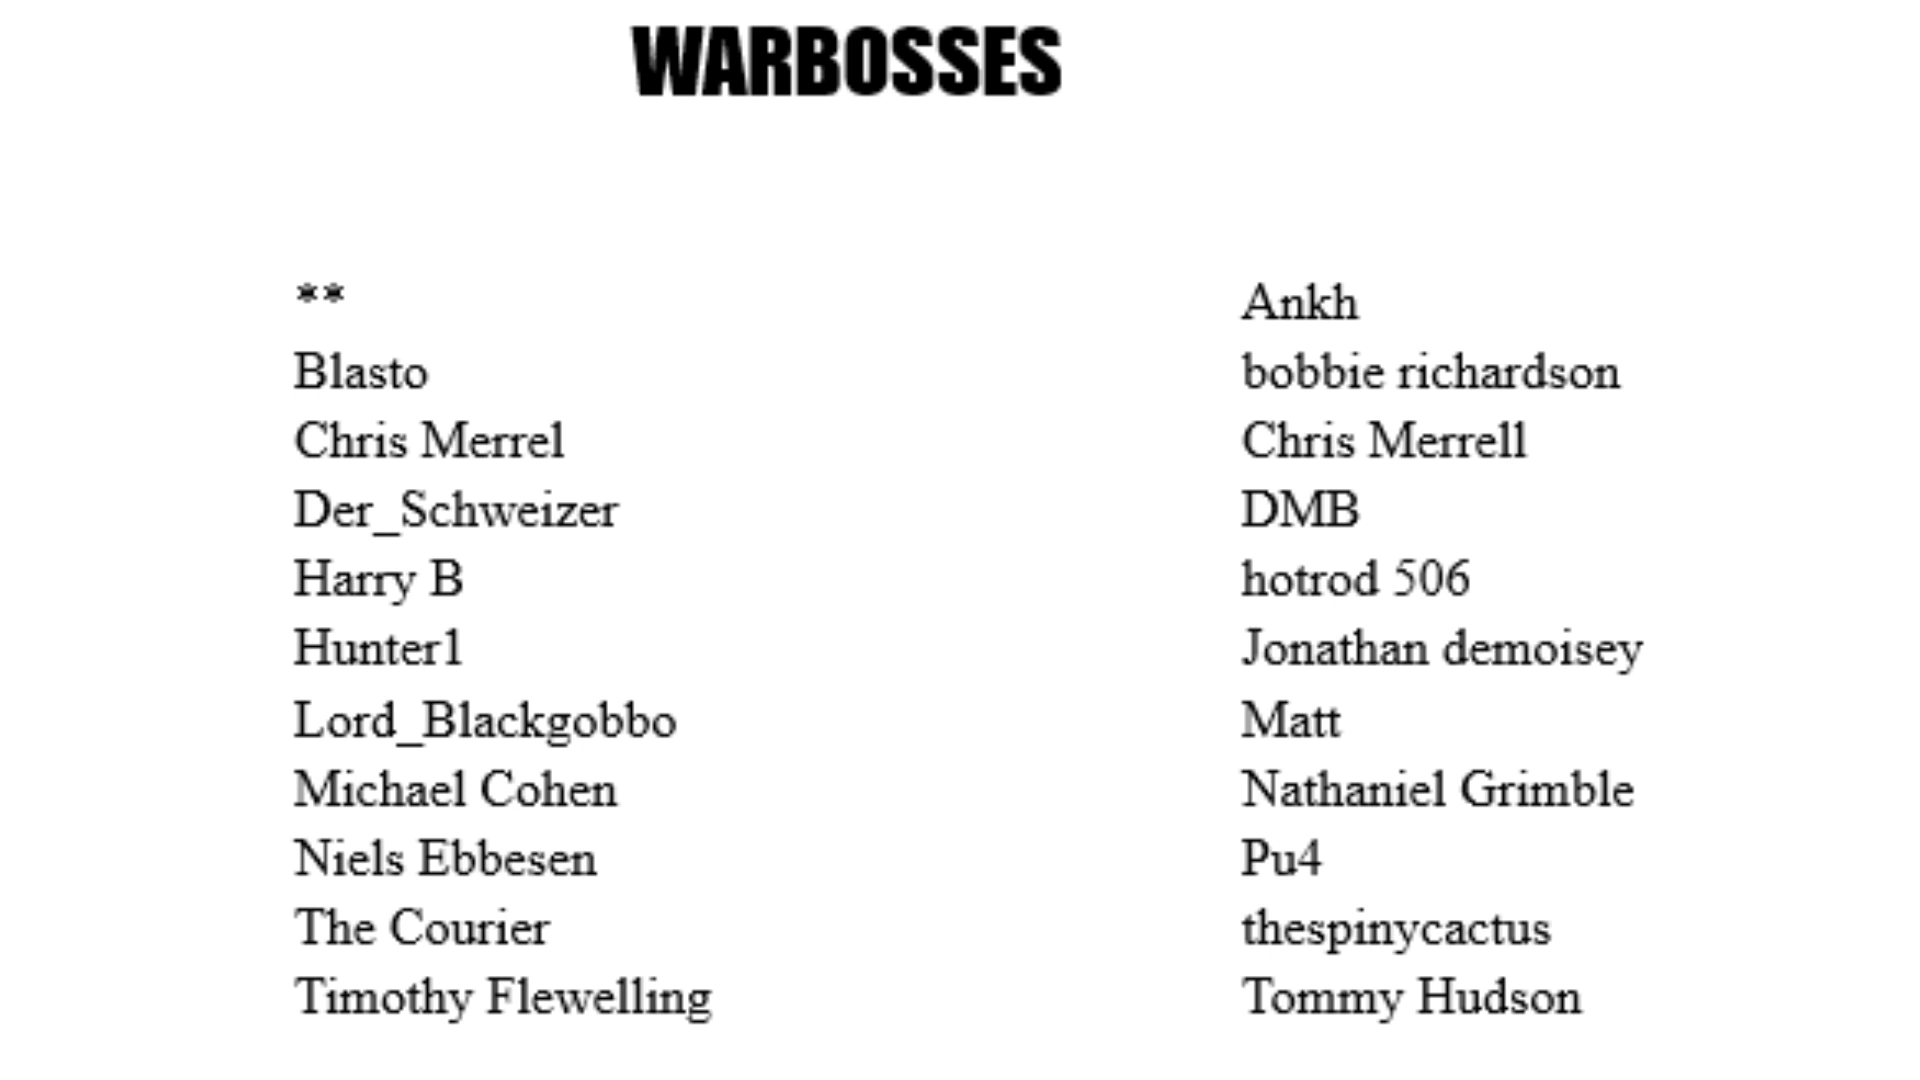 WARBOSSES
** Ankh
Blasto bobbie richardson
Chris Merrel Chris Merrell
Der_Schweizer DMB
Harry B hotrod 506
Hunter1 Jonathan demoisey
Lord_Blackgobbo Matt
Michael Cohen Nathaniel Grimble
Niels Ebbesen Pu4
The Courier thespinycactus
Timothy Flewelling Tommy Hudson